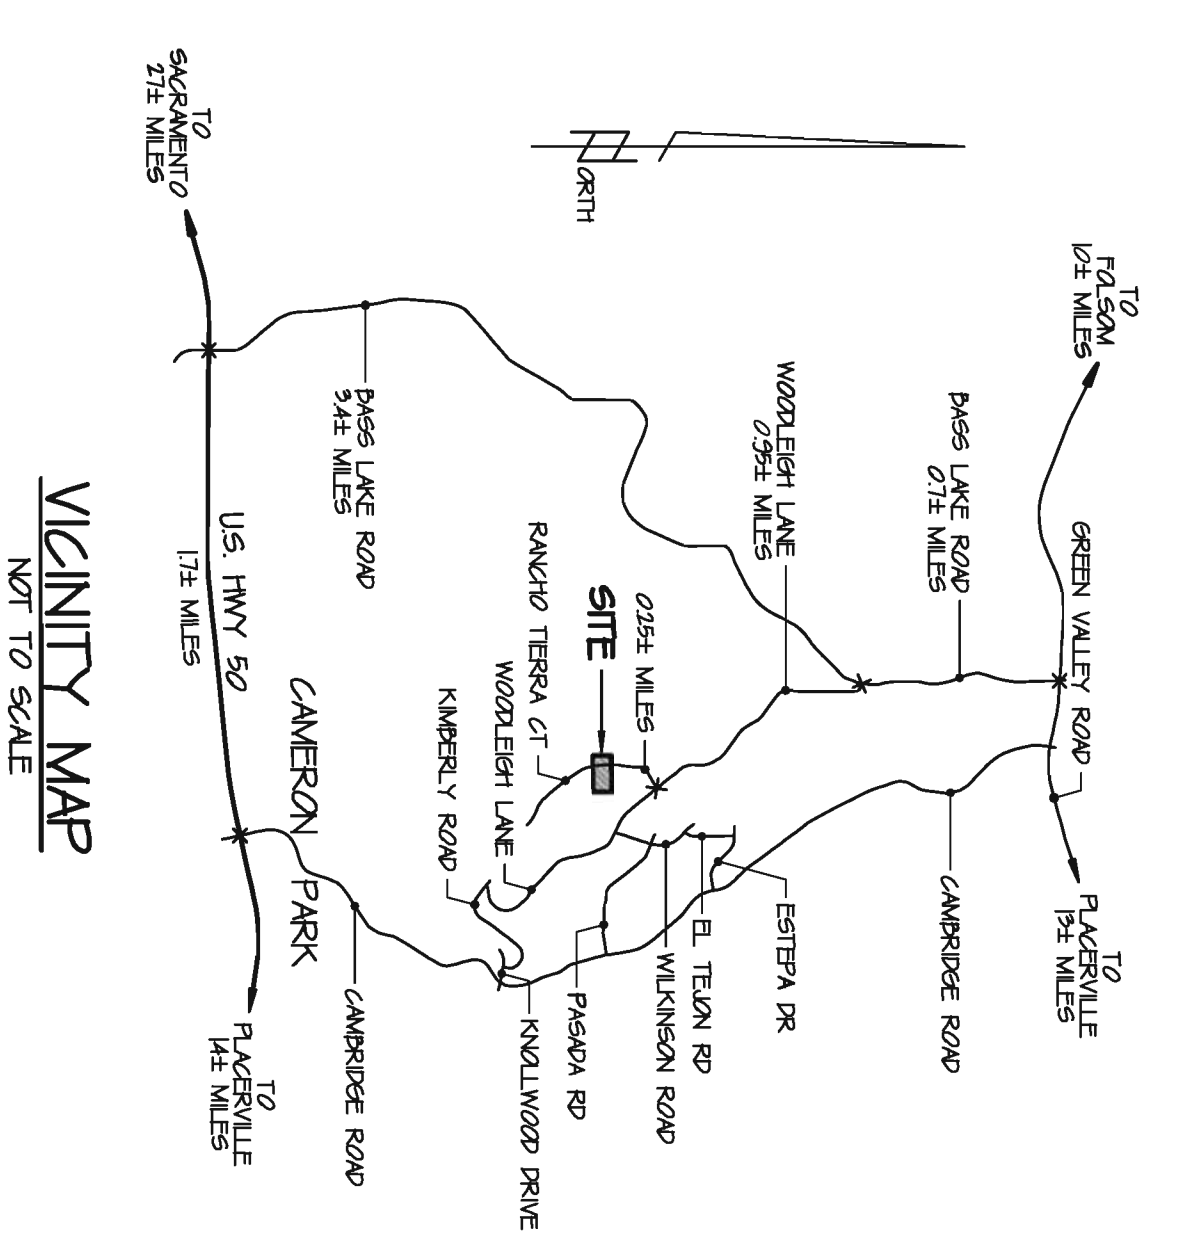 TO
FOLSOM
10± MILES
GREEN VALLEY ROAD
TO
PLACERVILLE
13± MILES
BASS LAKE ROAD
0.7± MILES
CAMBRIDGE ROAD
WOODLEIGH LANE
0.95± MILES
ESTEPA DR
EL TEJON RD
WILKINSON ROAD
0.25± MILES
SITE
ORTH
PASADA RD
RANCHO TIERRA CT
KNOLLWOOD DRIVE
WOODLEIGH LANE
KIMBERLY ROAD
BASS LAKE ROAD
3.4± MILES
CAMBRIDGE ROAD
CAMERON PARK
TO
SACRAMENTO
27± MILES
U.S. HWY 50
1.7± MILES
TO
PLACERVILLE
14± MILES
VICINITY MAP
NOT TO SCALE